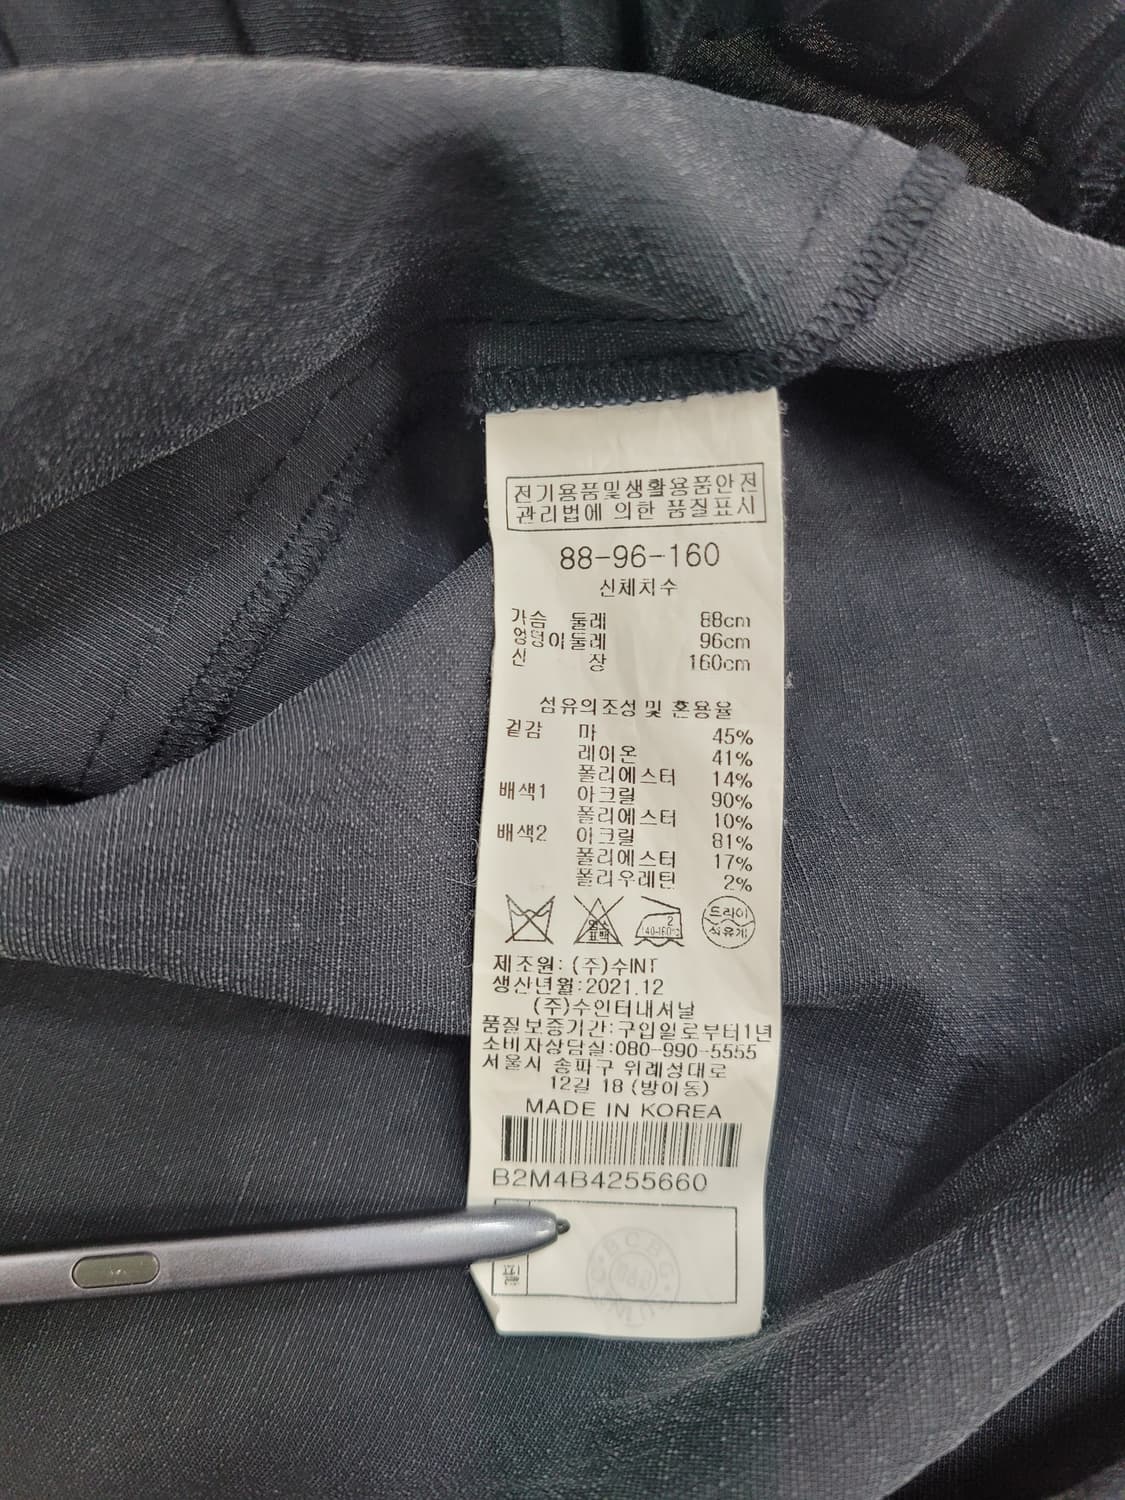 전기용품및생활용품안전
관리법에 의한 품질표시
88-96-160
신체치수
가슴 둘레 88cm
엉덩이둘레 96cm
신 장 160cm
섬유의조성 및 혼용율
겉감 마 45%
레이온 41%
폴리에스터 14%
배색1 아크릴 90%
폴리에스터 10%
배색2 아크릴 81%
폴리에스터 17%
폴리우레탄 2%
염소
표백
2
140-160℃
드라이
석유계
제조원: (주)수INT
생산년월:2021.12
(주)수인터내셔날
품질보증기간:구입일로부터1년
소비자상담실:080-990-5555
서울시 송파구 위례성대로
12길 18 (방이동)
MADE IN KOREA
B2M4B4255660
BCBG